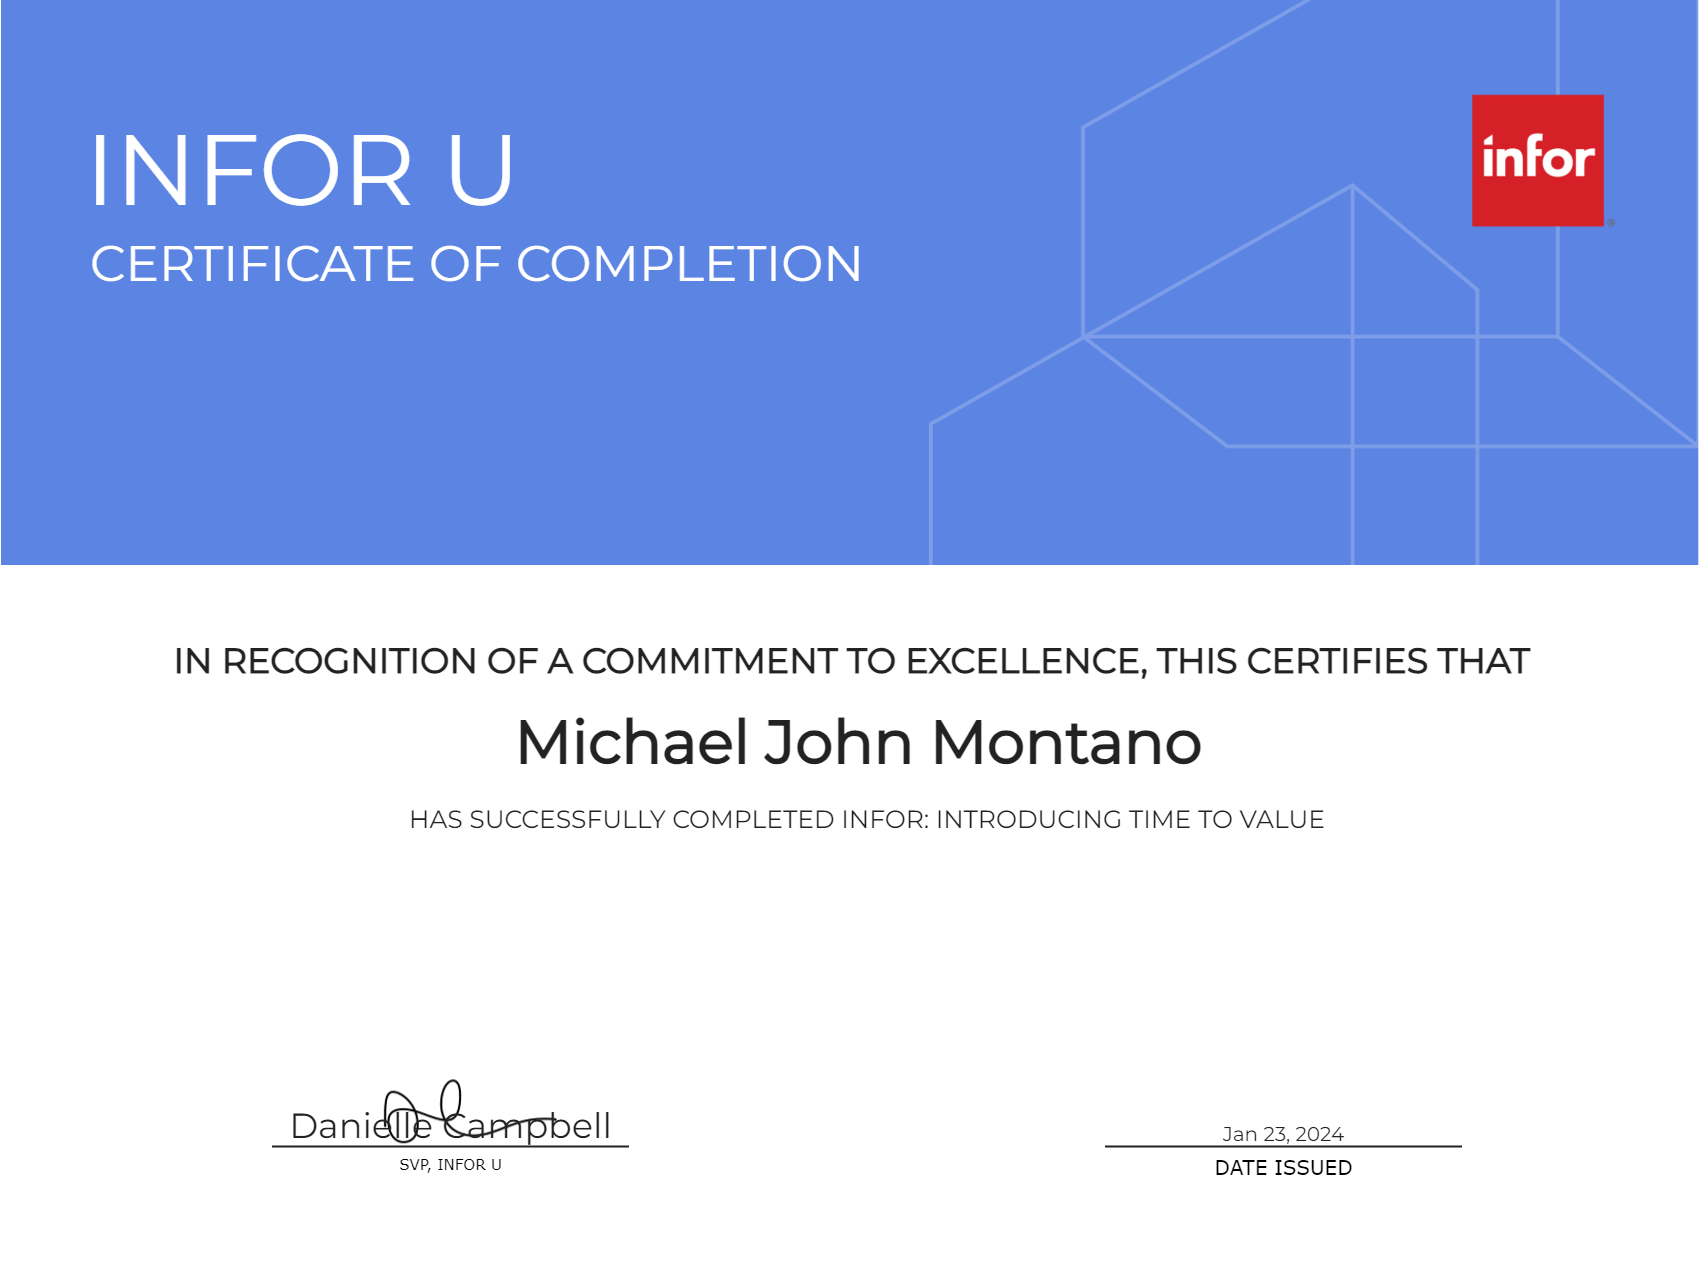 INFOR U
infor
®
CERTIFICATE OF COMPLETION
IN RECOGNITION OF A COMMITMENT TO EXCELLENCE, THIS CERTIFIES THAT
Michael John Montano
HAS SUCCESSFULLY COMPLETED INFOR: INTRODUCING TIME TO VALUE
Danielle Campbell
SVP, INFOR U
Jan 23, 2024
DATE ISSUED